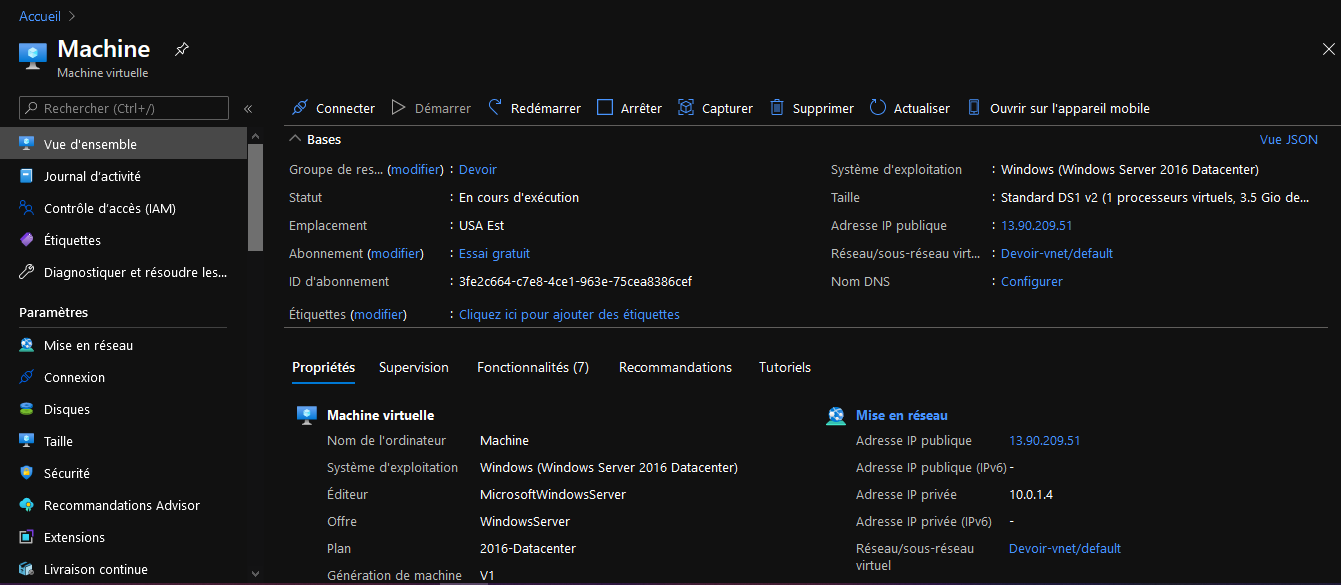 Accueil >
Machine
Machine virtuelle
Rechercher (Ctrl+/)
«
Connecter Démarrer Redémarrer Arrêter Capturer Supprimer Actualiser Ouvrir sur l'appareil mobile
Vue d'ensemble
Journal d'activité
Contrôle d'accès (IAM)
Étiquettes
Diagnostiquer et résoudre les...
Paramètres
Mise en réseau
Connexion
Disques
Taille
Sécurité
Recommandations Advisor
Extensions
Livraison continue
Bases
Vue JSON
Groupe de res... (modifier) : Devoir
Statut : En cours d'exécution
Emplacement : USA Est
Abonnement (modifier) : Essai gratuit
ID d'abonnement : 3fe2c664-c7e8-4ce1-963e-75cea8386cef
Étiquettes (modifier) : Cliquez ici pour ajouter des étiquettes
Système d'exploitation : Windows (Windows Server 2016 Datacenter)
Taille : Standard DS1 v2 (1 processeurs virtuels, 3.5 Gio de...
Adresse IP publique : 13.90.209.51
Réseau/sous-réseau virt... : Devoir-vnet/default
Nom DNS : Configurer
Propriétés Supervision Fonctionnalités (7) Recommandations Tutoriels
Machine virtuelle
Nom de l'ordinateur Machine
Système d'exploitation Windows (Windows Server 2016 Datacenter)
Éditeur MicrosoftWindowsServer
Offre WindowsServer
Plan 2016-Datacenter
Génération de machine V1
Mise en réseau
Adresse IP publique 13.90.209.51
Adresse IP publique (IPv6) -
Adresse IP privée 10.0.1.4
Adresse IP privée (IPv6) -
Réseau/sous-réseau Devoir-vnet/default
virtuel